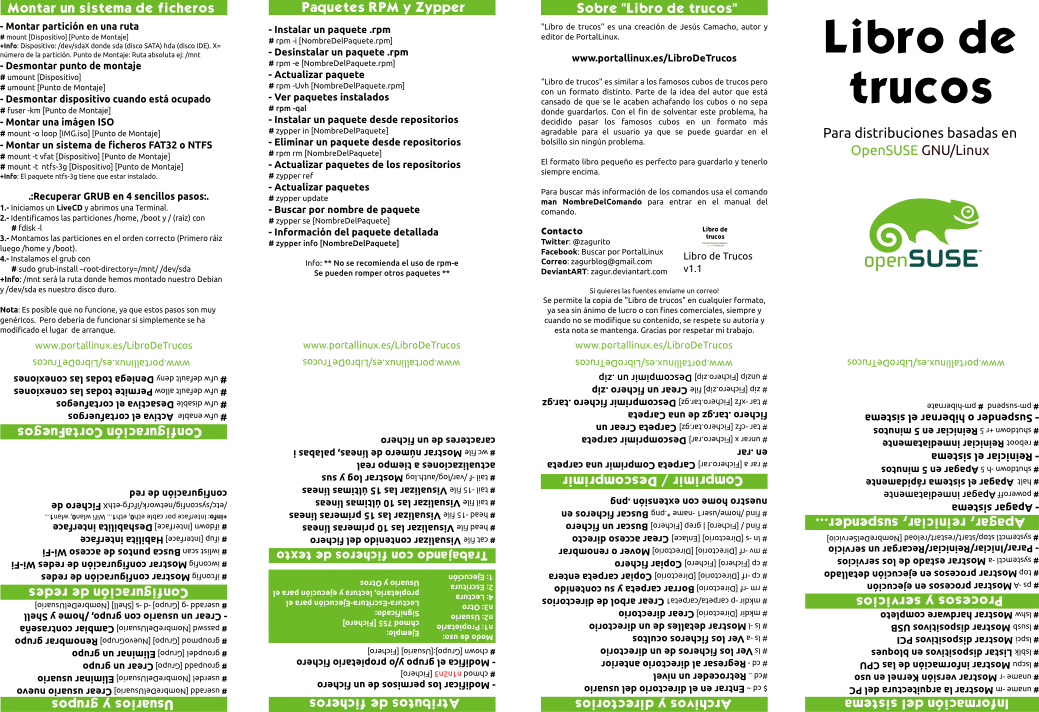 Montar un sistema de ficheros
- Montar partición en una ruta
# mount [Dispositivo] [Punto de Montaje]
+Info: Dispositivo: /dev/sdaX donde sda (disco SATA) hda (disco IDE). X=
número de la partición. Punto de Montaje: Ruta absoluta ej: /mnt
- Desmontar punto de montaje
# umount [Dispositivo]
# umount [Punto de Montaje]
- Desmontar dispositivo cuando está ocupado
# fuser -km [Punto de Montaje]
- Montar una imágen ISO
# mount -o loop [IMG.iso] [Punto de Montaje]
- Montar un sistema de ficheros FAT32 o NTFS
# mount -t vfat [Dispositivo] [Punto de Montaje]
# mount -t ntfs-3g [Dispositivo] [Punto de Montaje]
+Info: El paquete ntfs-3g tiene que estar instalado.
.:Recuperar GRUB en 4 sencillos pasos:.
1.- Iniciamos un LiveCD y abrimos una Terminal.
2.- Identificamos las particiones /home, /boot y / (raíz) con
# fdisk -l
3.- Montamos las particiones en el orden correcto (Primero ráiz
luego /home y /boot).
4.- Instalamos el grub con
# sudo grub-install --root-directory=/mnt/ /dev/sda
+Info: /mnt será la ruta donde hemos montado nuestro Debian
y /dev/sda es nuestro disco duro.
Nota: Es posible que no funcione, ya que estos pasos son muy
genéricos. Pero debería de funcionar si simplemente se ha
modificado el lugar de arranque.
www.portallinux.es/LibroDeTrucos
Paquetes RPM y Zypper
- Instalar un paquete .rpm
# rpm -i [NombreDelPaquete.rpm]
- Desinstalar un paquete .rpm
# rpm -e [NombreDelPaquete.rpm]
- Actualizar paquete
# rpm -Uvh [NombreDelPaquete.rpm]
- Ver paquetes instalados
# rpm -qal
- Instalar un paquete desde repositorios
# zypper in [NombreDelPaquete]
- Eliminar un paquete desde repositorios
# rpm rm [NombreDelPaquete]
- Actualizar paquetes de los repositorios
# zypper ref
- Actualizar paquetes
# zypper update
- Buscar por nombre de paquete
# zypper se [NombreDelPaquete]
- Información del paquete detallada
# zypper info [NombreDelPaquete]
Info: ** No se recomienda el uso de rpm-e
Se pueden romper otros paquetes **
www.portallinux.es/LibroDeTrucos
Sobre "Libro de trucos"
"Libro de trucos" es una creación de Jesús Camacho, autor y
editor de PortalLinux.
www.portallinux.es/LibroDeTrucos
"Libro de trucos" es similar a los famosos cubos de trucos pero
con un formato distinto. Parte de la idea del autor que está
cansado de que se le acaben achafando los cubos o no sepa
donde guardarlos. Con el fin de solventar este problema, ha
decidido pasar los famosos cubos en un formato más
agradable para el usuario ya que se puede guardar en el
bolsillo sin ningún problema.
El formato libro pequeño es perfecto para guardarlo y tenerlo
siempre encima.
Para buscar más información de los comandos usa el comando
man NombreDelComando para entrar en el manual del
comando.
Contacto
Twitter: @zagurito
Facebook: Buscar por PortalLinux
Correo: zagurblog@gmail.com
DeviantART: zagur.deviantart.com
Libro de
trucos
Libro de Trucos
v1.1
Si quieres las fuentes envíame un correo!
Se permite la copia de "Libro de trucos" en cualquier formato,
ya sea sin ánimo de lucro o con fines comerciales, siempre y
cuando no se modifique su contenido, se respete su autoría y
esta nota se mantenga. Gracias por respetar mi trabajo.
www.portallinux.es/LibroDeTrucos
Libro de
trucos
Para distribuciones basadas en
OpenSUSE GNU/Linux
openSUSE
Usuarios y grupos
# useradd [NombreDelUsuario] Crear usuario nuevo
# userdel [NombreDelUsuario] Eliminar usuario
# groupadd [Grupo] Crear un grupo
# groupdel [Grupo] Eliminar un grupo
# groupmod [Grupo] [NuevoGrupo] Renombrar grupo
# passwd [NombreDelUsuario] Cambiar contraseña
- Crear un usuario con grupo, /home y Shell
# useradd -g [Grupo] -d -s [Shell] [NombreDelUsuario]
Configuración de redes
# ifconfig Mostrar configuración de redes
# iwconfig Mostrar configuración de redes Wi-Fi
# iwlist scan Busca puntos de acceso Wi-Fi
# ifup [Interface] Habilita interface
# ifdown [Interface] Deshabilita interface
+Info: Interface por cable eth0, eth1... WiFi wlan0, wlan1...
/etc/sysconfig/network/ifcfg-ethX Fichero de
configuración de red
Configuración CortaFuegos
# ufw enable Activa el cortafuergos
# ufw disable Desactiva el cortafuegos
# ufw default allow Permite todas las conexiones
# ufw default deny Deniega todas las conexiones
www.portallinux.es/LibroDeTrucos
Atributos de ficheros
- Modificar los permisos de un fichero
# chmod n1n2n3 [Fichero]
- Modifica el grupo y/o propietario fichero
# chown [Grupo]:[Usuario] [Fichero]
Modo de uso:
n1: Propietario
n2: Usuario
n3: Otro
4: Lectura
2: Escritura
1: Ejecución
Ejemplo:
chmod 755 [Fichero]
Significado:
Lectura-Escritura-Ejecución para el
propietario, lectura y ejecución para el
Usuario y Otros
Trabajando con ficheros de texto
# cat file Visualizar contenido del fichero
# head file Visualizar las 10 primeras líneas
# head -15 file Visualizar las 15 primeras líneas
# tail file Visualizar las 10 últimas líneas
# tail -15 file Visualizar las 15 últimas líneas
# tail -f /var/log/auth.log Mostrar log y sus
actualizaciones a tiempo real
# wc file Mostrar número de líneas, palabas i
caracteres de un fichero
www.portallinux.es/LibroDeTrucos
Archivos y directorios
$ cd ~ Entrar en el directorio del usuario
#cd .. Retroceder un nivel
# cd - Regresar al directorio anterior
# ls Ver los ficheros de un directorio
# ls -a Ver los ficheros ocultos
# ls -l Mostrar detalles de un directorio
# mkdir [Directorio] Crear directorio
# mkdir -p carpeta/carpeta1 Crear árbol de directorios
# rm -rf [Directorio] Borrar carpeta y su contenido
# cp -rf [Directorio] [Directorio] Copiar carpeta entera
# cp [Fichero] [Fichero] Copiar fichero
# mv -rf [Directorio] [Directorio] Mover o renombrar
# ln -s [Directorio] [Enlace] Crear acceso directo
# find / [Fichero] | grep [Fichero] Buscar un fichero
# find /home/user1 -name *.png Buscar ficheros en
nuestro home con extensión .png
Comprimir / Descomprimir
# rar a [Fichero.rar] Carpeta Comprimir una carpeta
en .rar
# unrar x [Fichero.rar] Descomprimir carpeta
# tar -cfz [Fichero.tar.gz] Carpeta Crear un
fichero .tar.gz de una Carpeta
# tar -xfz [Fichero.tar.gz] Descomprimir fichero .tar.gz
# zip [Fichero.zip] file Crear un fichero .zip
# unzip [Fichero.zip] Descomprimir un .zip
www.portallinux.es/LibroDeTrucos
Información del sistema
# uname -m Mostrar la arquitectura del PC
# uname -r Mostrar versión Kernel en uso
# lscpu Mostrar información de las CPU
# lsblk Listar dispositivos en bloques
# lspci Mostrar dispositivos PCI
# lsusb Mostrar dispositivos USB
# lshw Mostrar hardware completo
Procesos y servicios
# ps -A Mostrar procesos en ejecución
# top Mostrar procesos en ejecución detallado
# systemctl -a Mostrar estado de los servicios
- Parar/Iniciar/Reiniciar/Recargar un servicio
# systemctl stop/start/restart/reload [NombreDelServicio]
Apagar, reiniciar, suspender...
- Apagar sistema
# poweroff Apagar inmediatamente
# halt Apagar el sistema rápidamente
# shutdown -h 5 Apagar en 5 minutos
- Reiniciar el sistema
# reboot Reiniciar inmediatamente
# shutdown +r 5 Reiniciar en 5 minutos
- Suspender o hibernar el sistema
# pm-suspend # pm-hibernate
www.portallinux.es/LibroDeTrucos